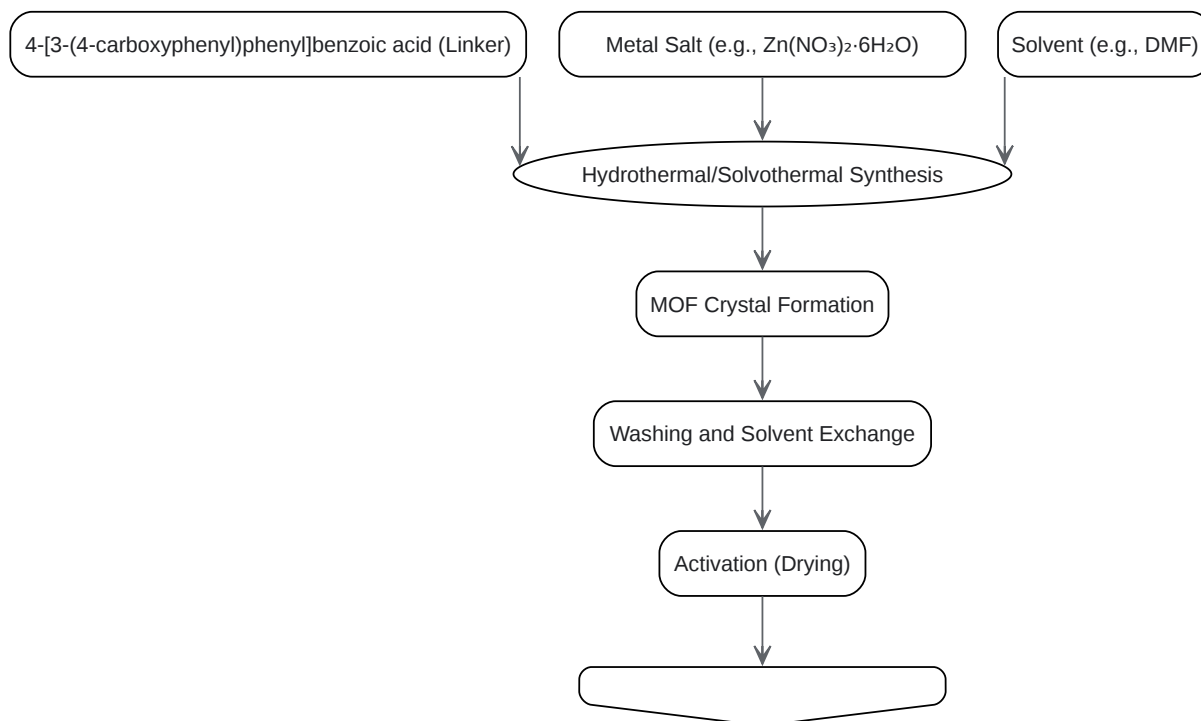 4-[3-(4-carboxyphenyl)phenyl]benzoic acid (Linker)
Metal Salt (e.g., Zn(NO₃)₂·6H₂O)
Solvent (e.g., DMF)
Hydrothermal/Solvothermal Synthesis
MOF Crystal Formation
Washing and Solvent Exchange
Activation (Drying)